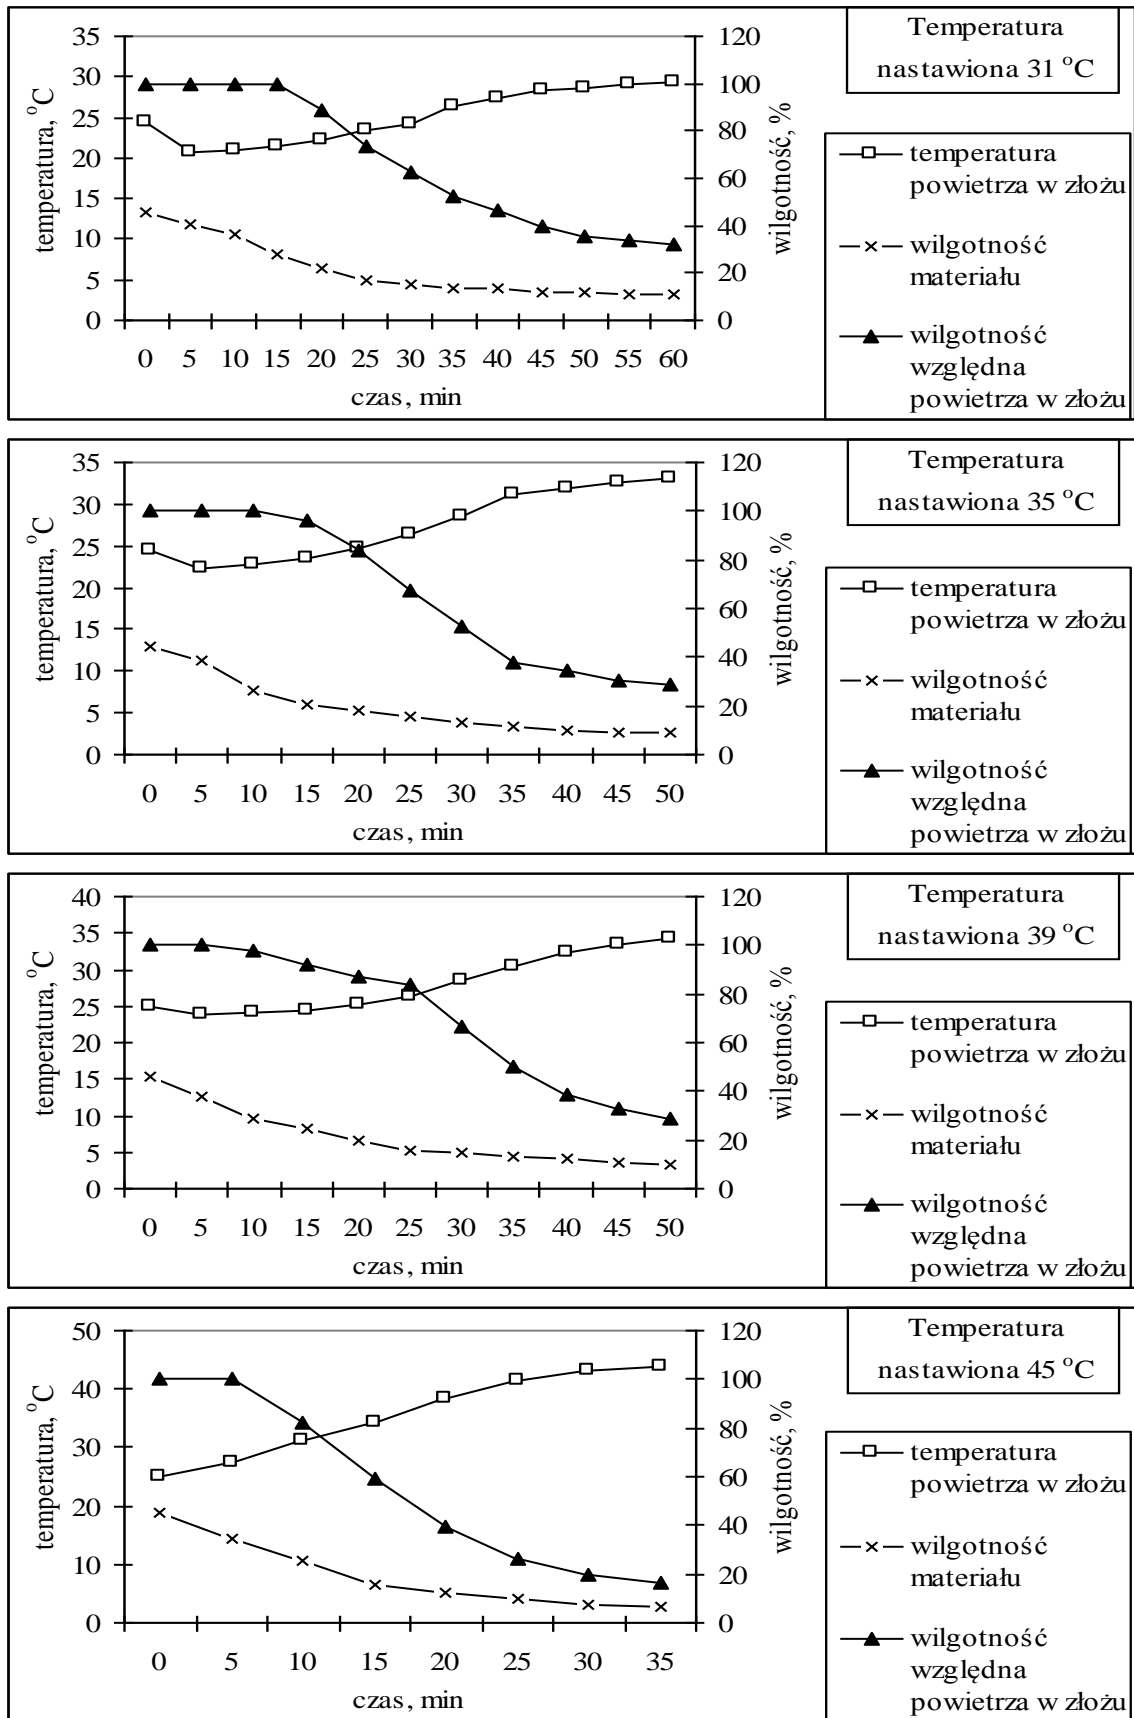 Temperatura
nastawiona 31 °C
35
30
25
20
15
10
5
0
temperatura, °C
120
100
80
60
40
20
0
wilgotność, %
0 5 10 15 20 25 30 35 40 45 50 55 60
czas, min
temperatura
powietrza w złożu
wilgotność
materiału
wilgotność
względna
powietrza w złożu
Temperatura
nastawiona 35 °C
35
30
25
20
15
10
5
0
temperatura, °C
120
100
80
60
40
20
0
wilgotność, %
0 5 10 15 20 25 30 35 40 45 50
czas, min
temperatura
powietrza w złożu
wilgotność
materiału
wilgotność
względna
powietrza w złożu
Temperatura
nastawiona 39 °C
40
35
30
25
20
15
10
5
0
temperatura, °C
120
100
80
60
40
20
0
wilgotność, %
0 5 10 15 20 25 30 35 40 45 50
czas, min
temperatura
powietrza w złożu
wilgotność
materiału
wilgotność
względna
powietrza w złożu
Temperatura
nastawiona 45 °C
50
40
30
20
10
0
temperatura, °C
120
100
80
60
40
20
0
wilgotność, %
0 5 10 15 20 25 30 35
czas, min
temperatura
powietrza w złożu
wilgotność
materiału
wilgotność
względna
powietrza w złożu